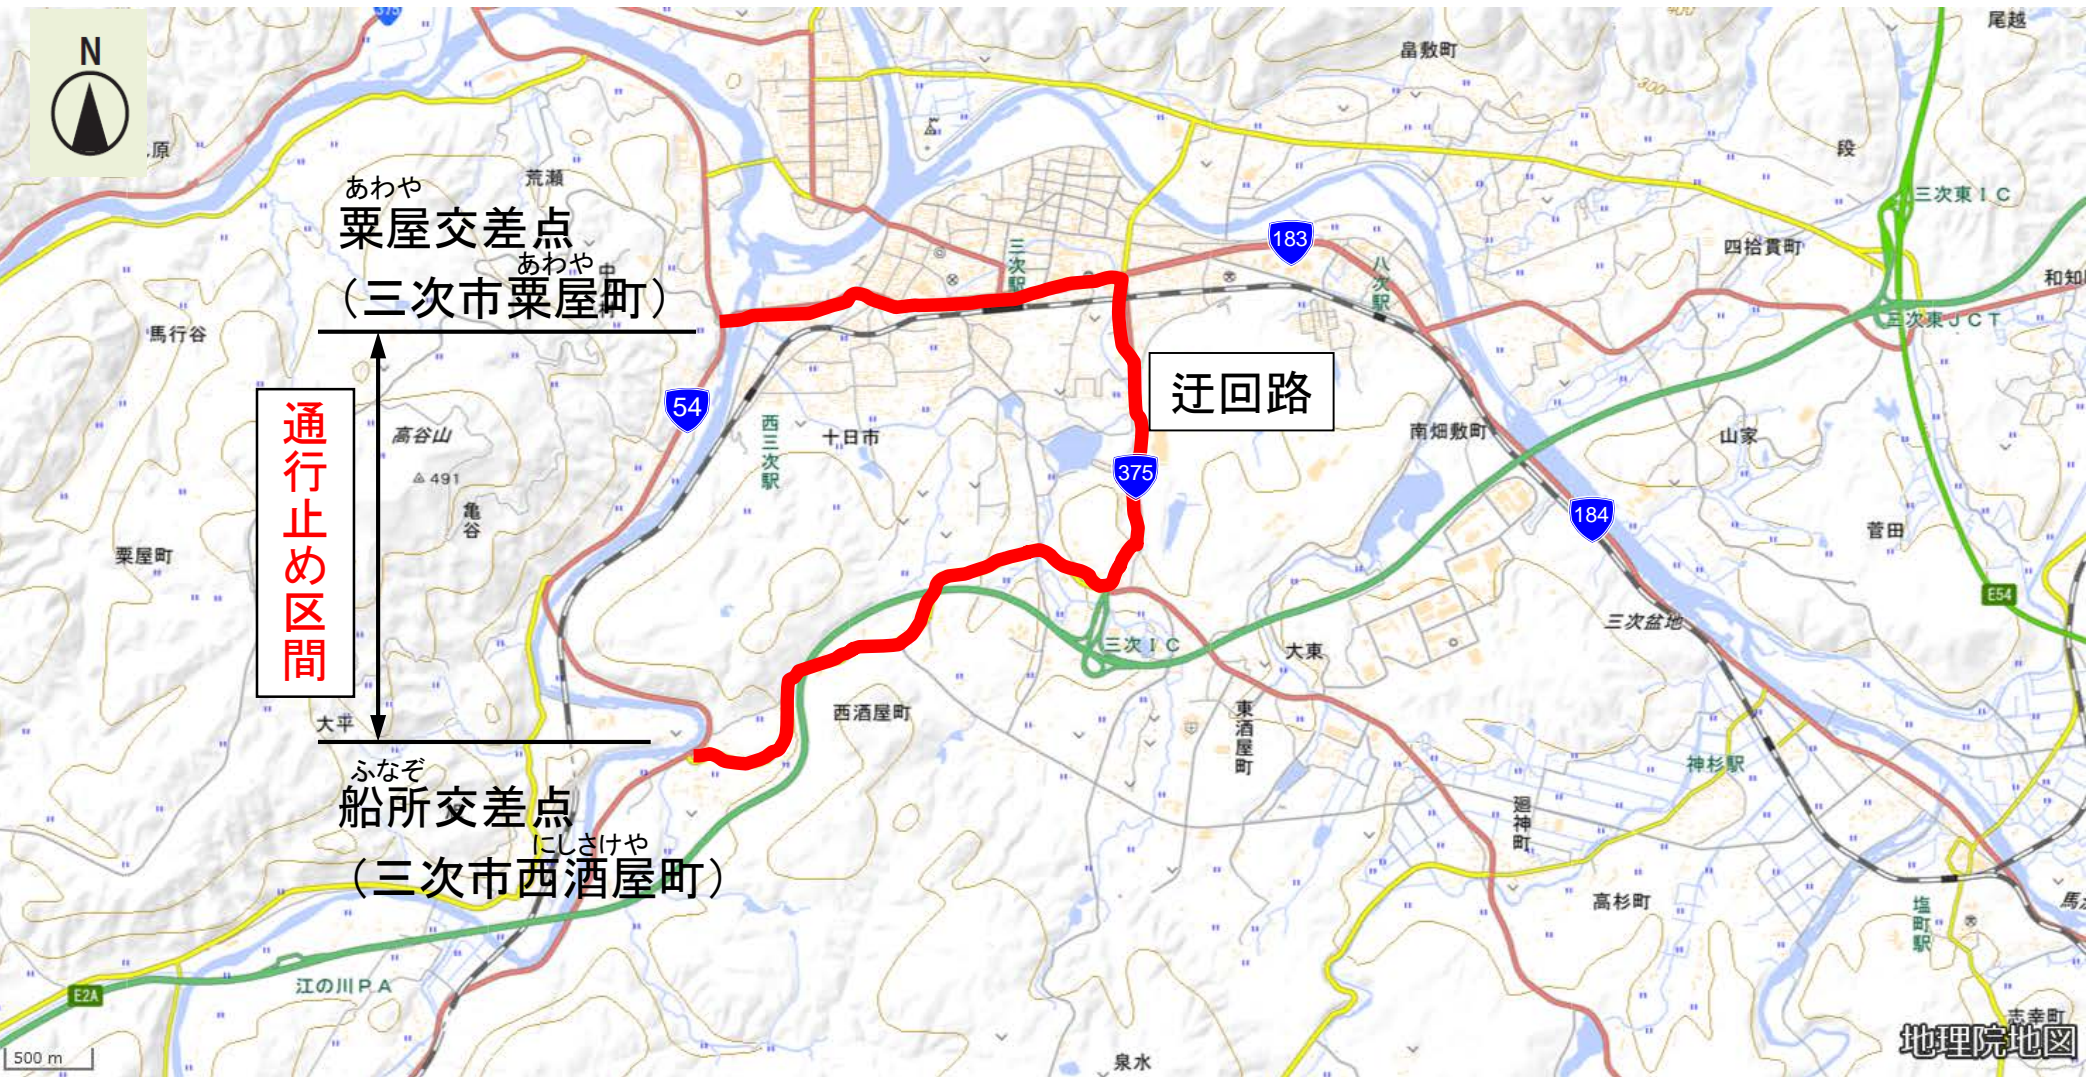 375
尾越
N
畠敷町
原
段
荒瀬
三次東IC
あわや
粟屋交差点
183
四拾貫町
三次駅
八次駅
和知
あわや
(三次市粟屋町)
三次東JCT
馬行谷
迂回路
54
通行止め区間
高谷山
491
西三次駅
十日市
南畑敷町
山家
375
亀谷
184
菅田
粟屋町
E54
三次盆地
三次IC
大東
大平
西酒屋町
東酒屋町
神杉駅
ふなぞ
船所交差点
廻神町
にしさけや
(三次市西酒屋町)
高杉町
塩町駅
江の川PA
E2A
志幸町
地理院地図
500 m
泉水